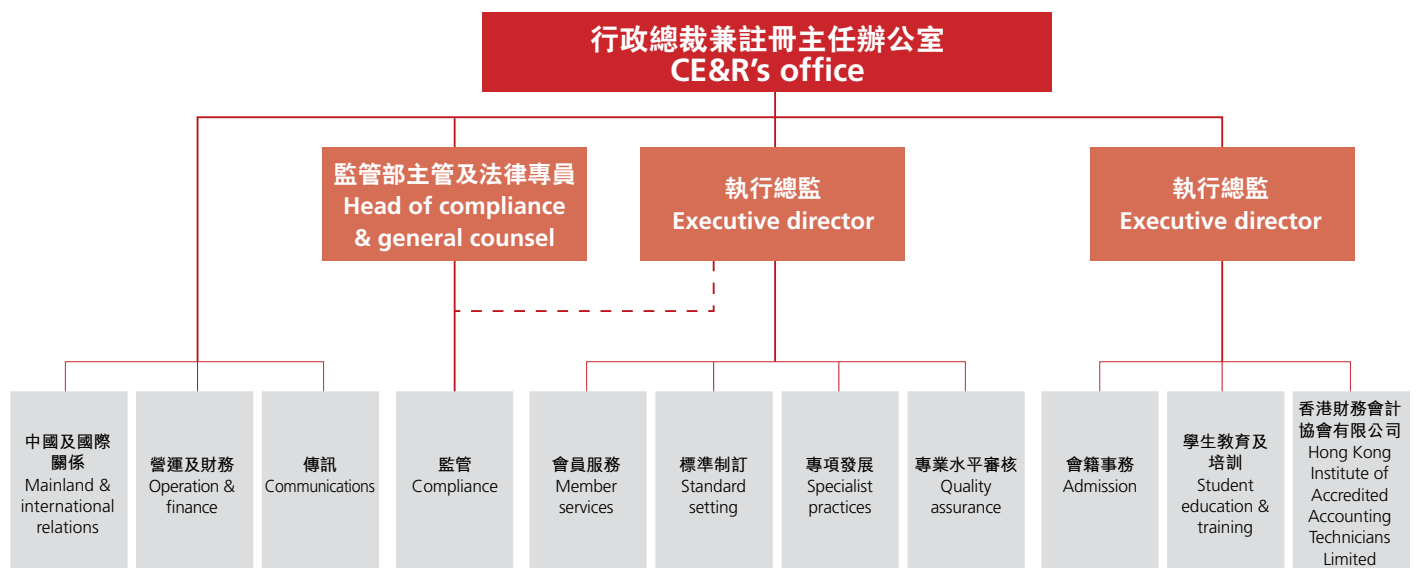 行政總裁兼註冊主任辦公室
CE&R's office
監管部主管及法律專員
Head of compliance
& general counsel
執行總監
Executive director
執行總監
Executive director
中國及國際
關係
Mainland &
international
relations
營運及財務
Operation &
finance
傳訊
Communications
監管
Compliance
會員服務
Member
services
標準制訂
Standard
setting
專項發展
Specialist
practices
專業水平審核
Quality
assurance
會籍事務
Admission
學生教育及
培訓
Student
education &
training
香港財務會計
協會有限公司
Hong Kong
Institute of
Accredited
Accounting
Technicians
Limited